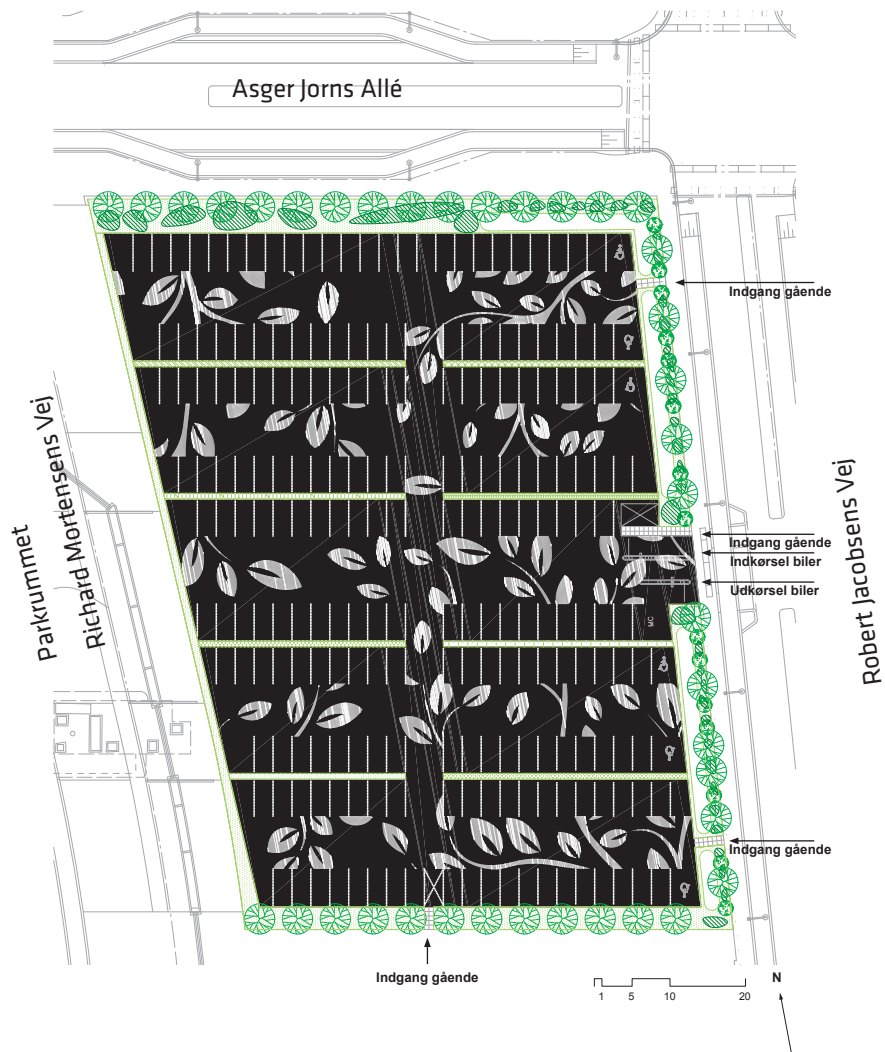 Asger Jorns Allé
Indgang gående
Parkrummet
Richard Mortensens Vej
Robert Jacobsens Vej
Indgang gående
Indkørsel biler
Udkørsel biler
MC
Indgang gående
Indgang gående
N
1 5 10 20